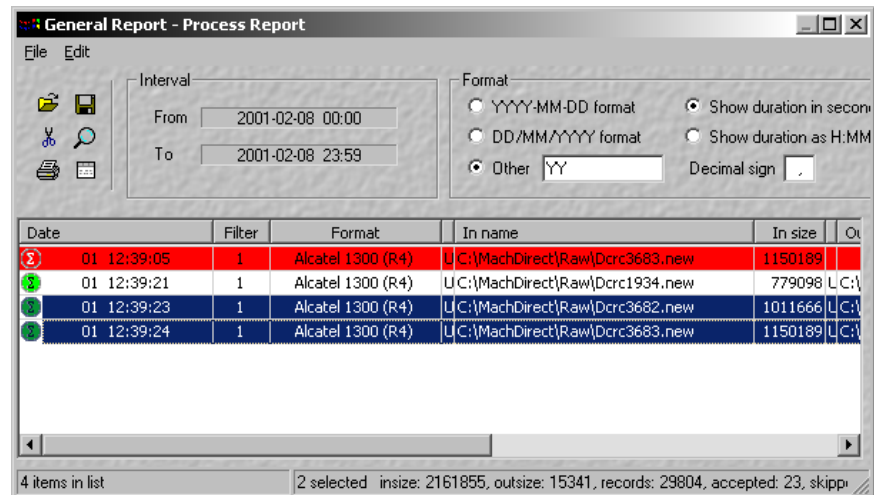 General Report - Process Report
File Edit
Interval
From 2001-02-08 00:00
To 2001-02-08 23:59
Format
YYYY-MM-DD format
Show duration in secon
DD/MM/YYYY format
Show duration as H:MM
Other YY
Decimal sign ,
Date Filter Format In name In size Ou
Σ 01 12:39:05 1 Alcatel 1300 (R4) U C:\MachDirect\Raw\Dcrc3683.new 1150189
Σ 01 12:39:21 1 Alcatel 1300 (R4) U C:\MachDirect\Raw\Dcrc1934.new 779098 U C:\
Σ 01 12:39:23 1 Alcatel 1300 (R4) U C:\MachDirect\Raw\Dcrc3682.new 1011666 U C:\
Σ 01 12:39:24 1 Alcatel 1300 (R4) U C:\MachDirect\Raw\Dcrc3683.new 1150189 U C:\
4 items in list
2 selected insize: 2161855, outsize: 15341, records: 29804, accepted: 23, skipp